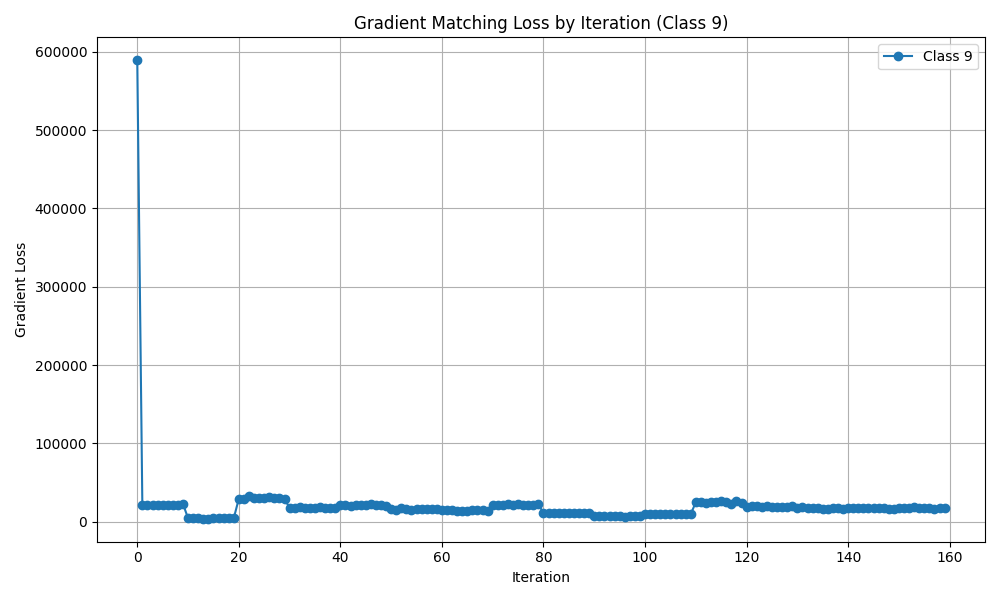 Gradient Matching Loss by Iteration (Class 9)
Class 9
600000
500000
400000
300000
200000
100000
0
Gradient Loss
0 20 40 60 80 100 120 140 160
Iteration